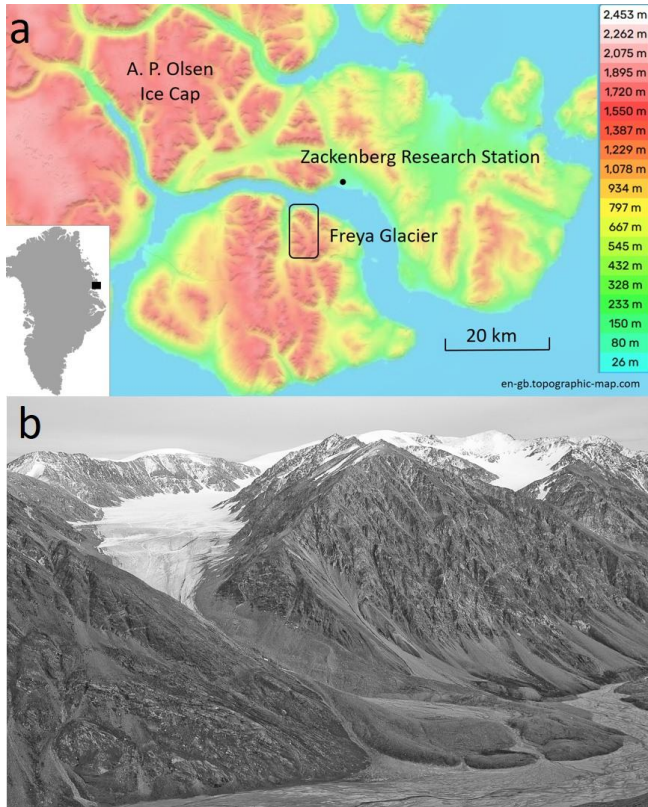 a
A. P. Olsen
Ice Cap
Zackenberg Research Station
Freya Glacier
20 km
en-gb.topographic-map.com
2,453 m
2,262 m
2,075 m
1,895 m
1,720 m
1,550 m
1,387 m
1,229 m
1,078 m
934 m
797 m
667 m
545 m
432 m
328 m
233 m
150 m
80 m
26 m
b